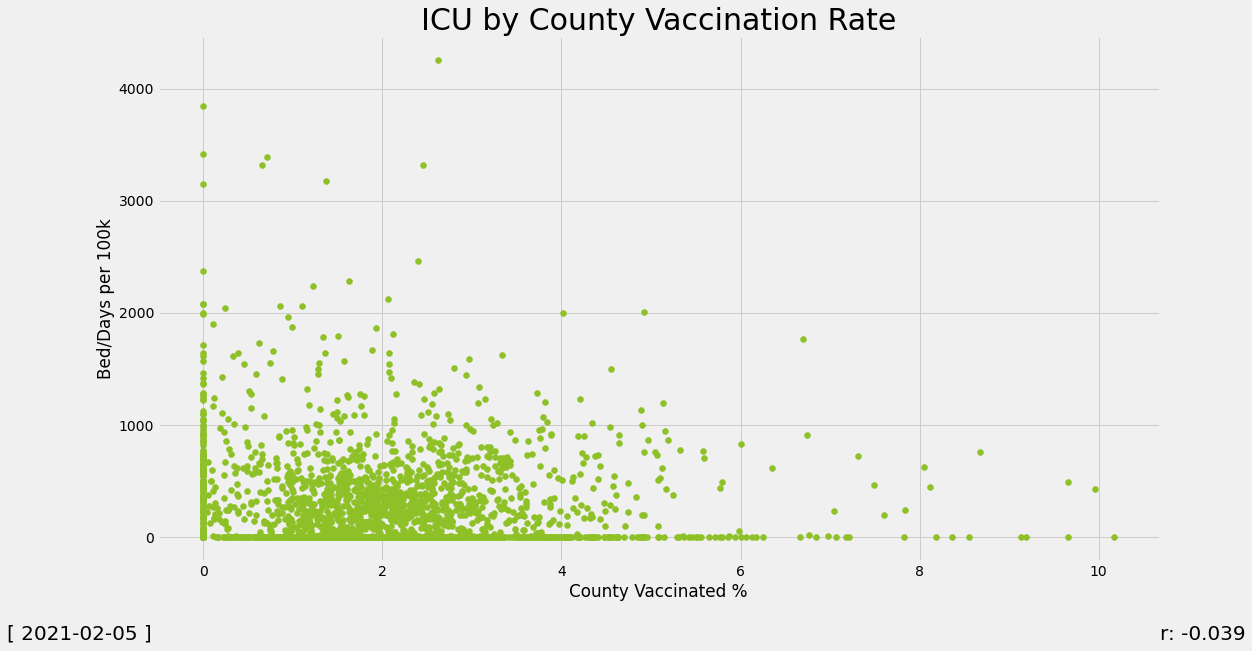 ICU by County Vaccination Rate
4000
3000
2000
1000
0
Bed/Days per 100k
0 2 4 6 8 10
County Vaccinated %
[ 2021-02-05 ]
r: -0.039